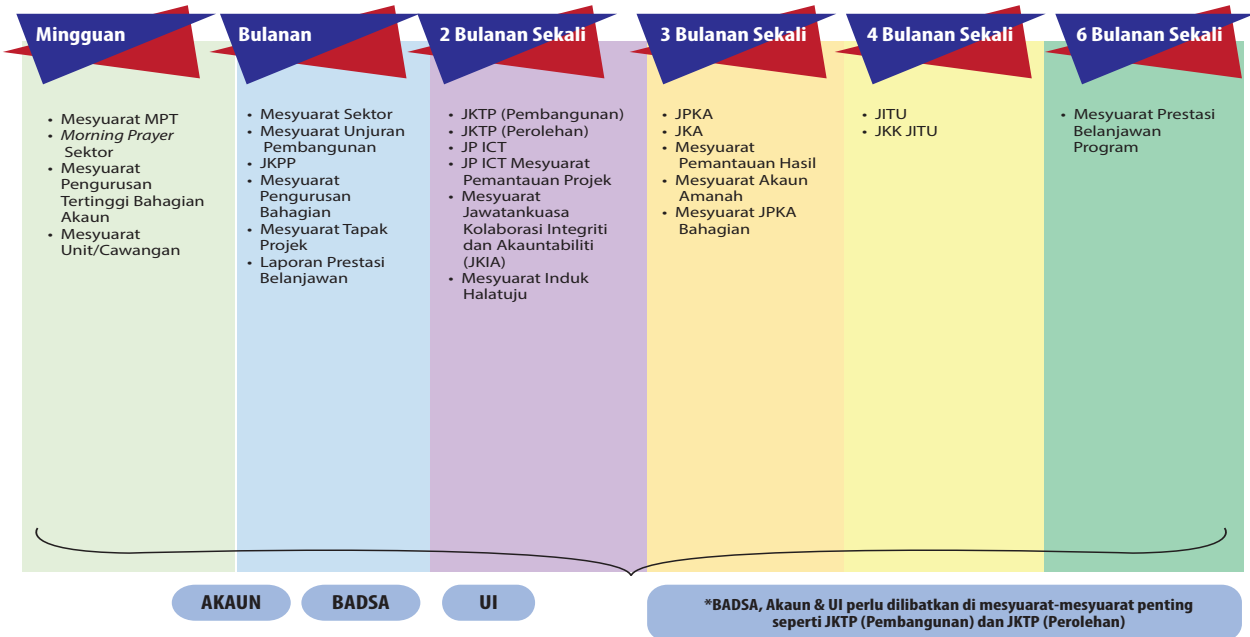 Mingguan
• Mesyuarat MPT
• Morning Prayer
Sektor
• Mesyuarat
Pengurusan
Tertinggi Bahagian
Akaun
• Mesyuarat
Unit/Cawangan
Bulanan
• Mesyuarat Sektor
• Mesyuarat Unjuran
Pembangunan
• JKPP
• Mesyuarat
Pengurusan
Bahagian
• Mesyuarat Tapak
Projek
• Laporan Prestasi
Belanjawan
2 Bulanan Sekali
• JKTP (Pembangunan)
• JKTP (Perolehan)
• JP ICT
• JP ICT Mesyuarat
Pemantauan Projek
• Mesyuarat
Jawatankuasa
Kolaborasi Integriti
dan Akauntabiliti
(JKIA)
• Mesyuarat Induk
Halatuju
3 Bulanan Sekali
• JPKA
• JKA
• Mesyuarat
Pemantauan Hasil
• Mesyuarat Akaun
Amanah
• Mesyuarat JPKA
Bahagian
4 Bulanan Sekali
• JITU
• JKK JITU
6 Bulanan Sekali
• Mesyuarat Prestasi
Belanjawan
Program
AKAUN
BADSA
UI
*BADSA, Akaun & UI perlu dilibatkan di mesyuarat-mesyuarat penting
seperti JKTP (Pembangunan) dan JKTP (Perolehan)